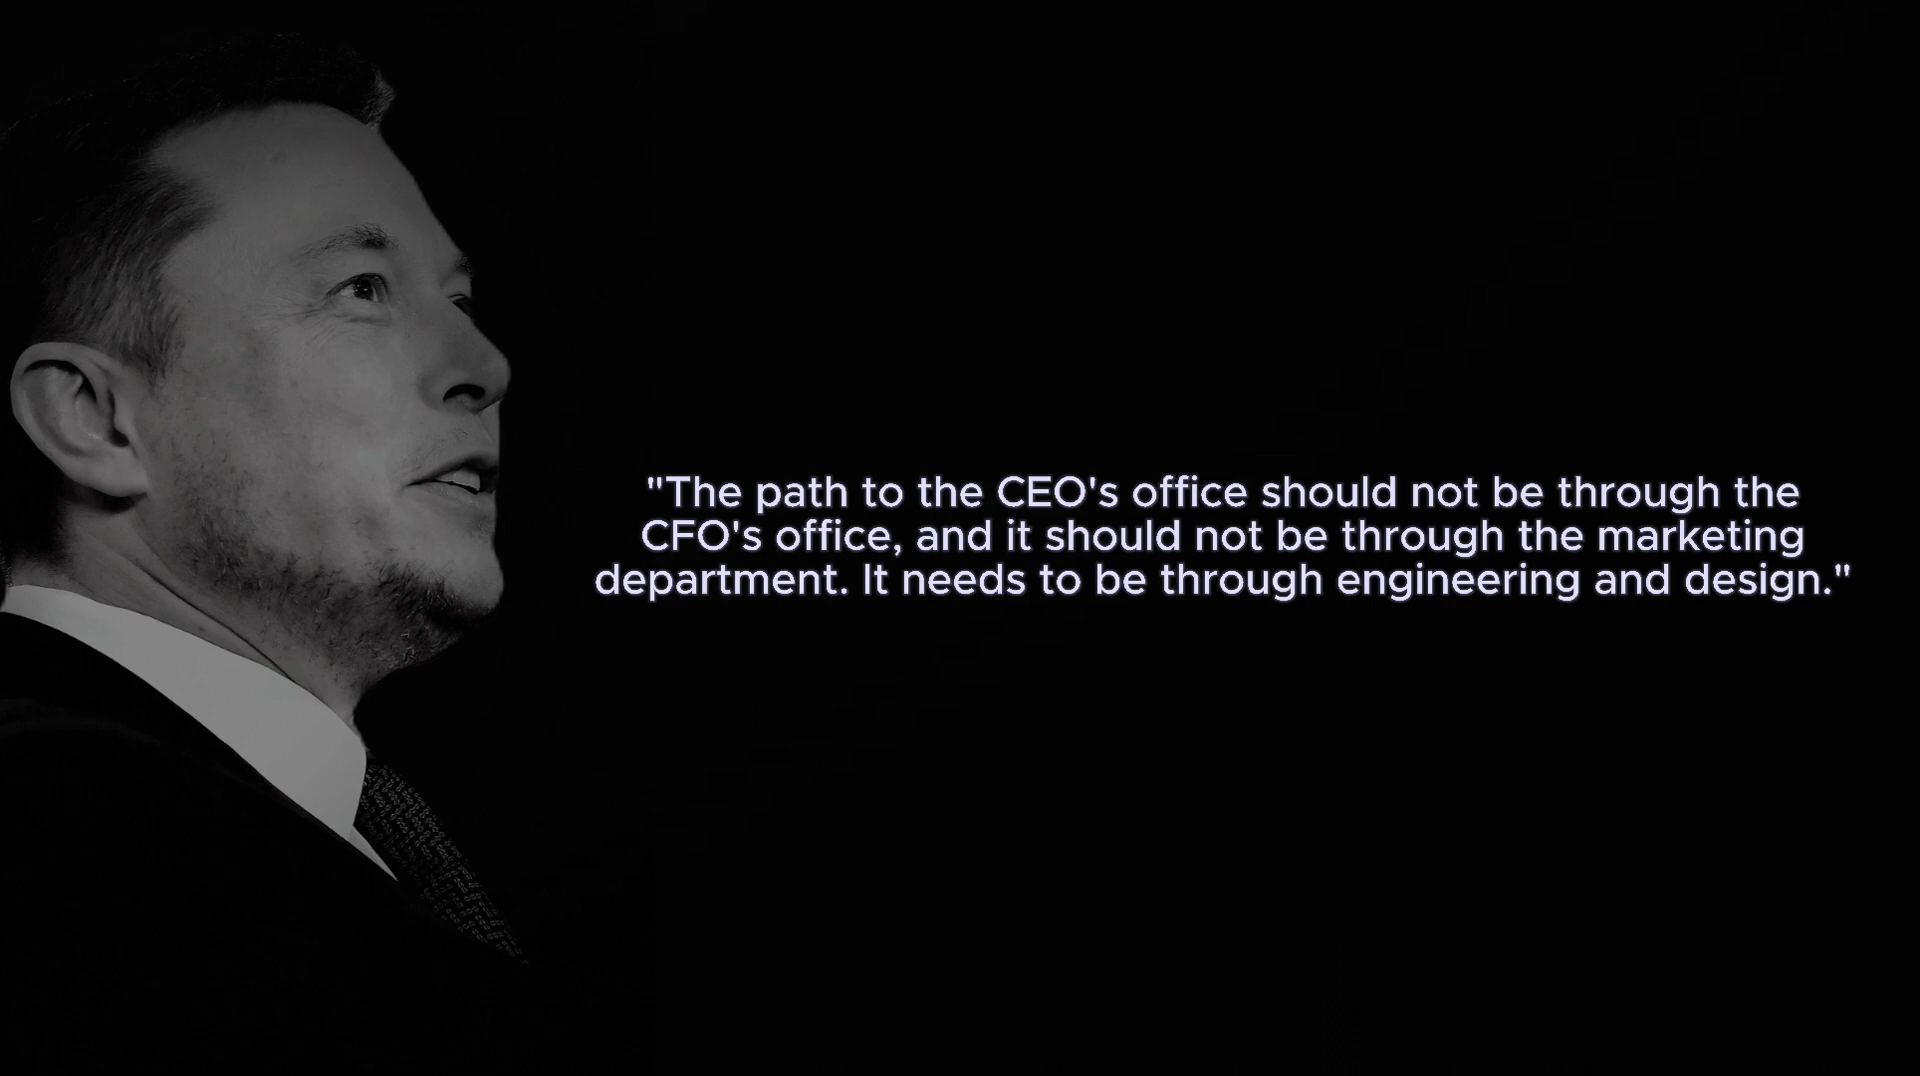 "The path to the CEO's office should not be through the
CFO's office, and it should not be through the marketing
department. It needs to be through engineering and design."